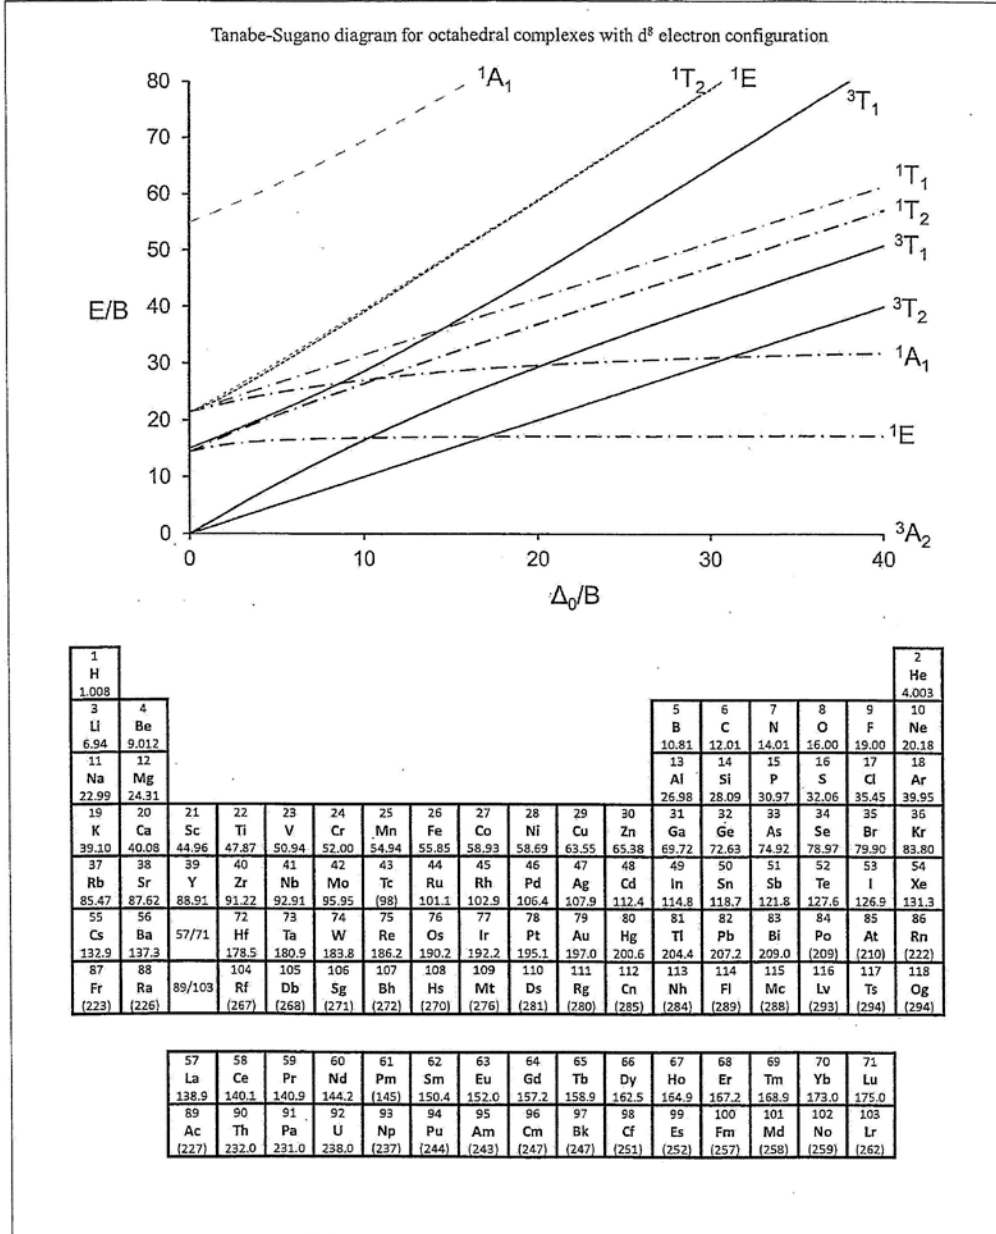 Tanabe-Sugano diagram for octahedral complexes with d⁸ electron configuration
80 ¹A₁ ¹T₂ ¹E ³T₁
70
60 ¹T₁
50 ¹T₂
³T₁
E/B 40 ³T₂
30 ¹A₁
20 ¹E
10
0 ³A₂
0 10 20 30 40
Δ₀/B
1 2
H He
1.008 4.003
3 4 5 6 7 8 9 10
Li Be B C N O F Ne
6.94 9.012 10.81 12.01 14.01 16.00 19.00 20.18
11 12 13 14 15 16 17 18
Na Mg Al Si P S Cl Ar
22.99 24.31 26.98 28.09 30.97 32.06 35.45 39.95
19 20 21 22 23 24 25 26 27 28 29 30 31 32 33 34 35 36
K Ca Sc Ti V Cr Mn Fe Co Ni Cu Zn Ga Ge As Se Br Kr
39.10 40.08 44.96 47.87 50.94 52.00 54.94 55.85 58.93 58.69 63.55 65.38 69.72 72.63 74.92 78.97 79.90 83.80
37 38 39 40 41 42 43 44 45 46 47 48 49 50 51 52 53 54
Rb Sr Y Zr Nb Mo Tc Ru Rh Pd Ag Cd In Sn Sb Te I Xe
85.47 87.62 88.91 91.22 92.91 95.95 (98) 101.1 102.9 106.4 107.9 112.4 114.8 118.7 121.8 127.6 126.9 131.3
55 56 72 73 74 75 76 77 78 79 80 81 82 83 84 85 86
Cs Ba 57/71 Hf Ta W Re Os Ir Pt Au Hg Tl Pb Bi Po At Rn
132.9 137.3 178.5 180.9 183.8 186.2 190.2 192.2 195.1 197.0 200.6 204.4 207.2 209.0 (209) (210) (222)
87 88 104 105 106 107 108 109 110 111 112 113 114 115 116 117 118
Fr Ra 89/103 Rf Db Sg Bh Hs Mt Ds Rg Cn Nh Fl Mc Lv Ts Og
(223) (226) (267) (268) (271) (272) (270) (276) (281) (280) (285) (284) (289) (288) (293) (294) (294)
57 58 59 60 61 62 63 64 65 66 67 68 69 70 71
La Ce Pr Nd Pm Sm Eu Gd Tb Dy Ho Er Tm Yb Lu
138.9 140.1 140.9 144.2 (145) 150.4 152.0 157.2 158.9 162.5 164.9 167.2 168.9 173.0 175.0
89 90 91 92 93 94 95 96 97 98 99 100 101 102 103
Ac Th Pa U Np Pu Am Cm Bk Cf Es Fm Md No Lr
(227) 232.0 231.0 238.0 (237) (244) (243) (247) (247) (251) (252) (257) (258) (259) (262)